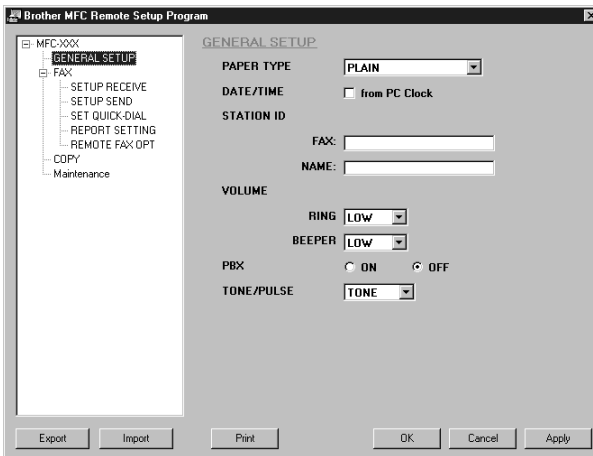 Brother MFC Remote Setup Program
MFC-XXX
GENERAL SETUP
FAX
SETUP RECEIVE
SETUP SEND
SET QUICK-DIAL
REPORT SETTING
REMOTE FAX OPT
COPY
Maintenance
GENERAL SETUP
PAPER TYPE PLAIN
DATE/TIME from PC Clock
STATION ID
FAX:
NAME:
VOLUME
RING LOW
BEEPER LOW
PBX ON OFF
TONE/PULSE TONE
Export Import Print OK Cancel Apply